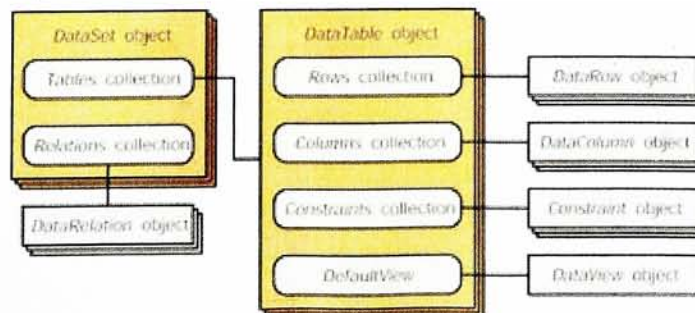 DataSet object
Tables collection
Relations collection
DataRelation object
DataTable object
Rows collection
Columns collection
Constraints collection
DefaultView
DataRow object
DataColumn object
Constraint object
DataView object